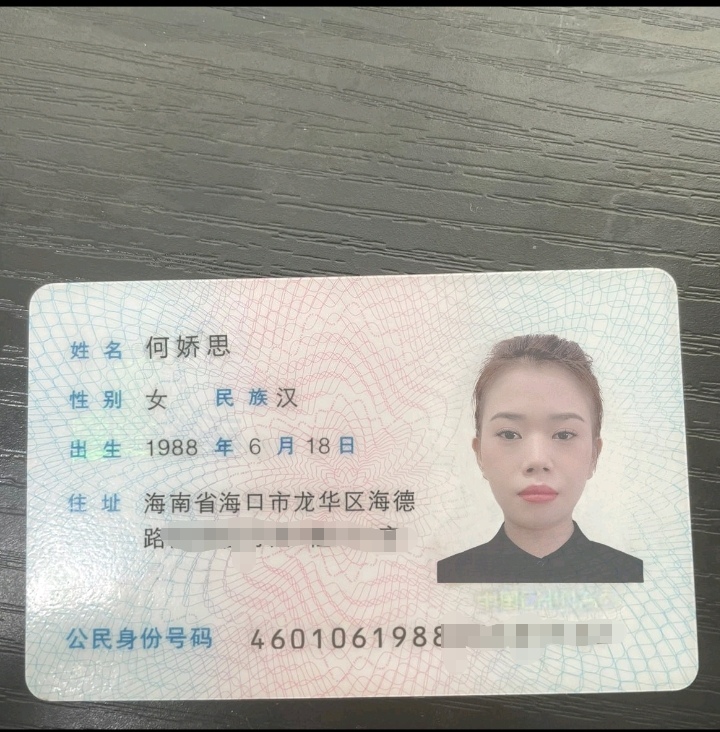 姓名 何娇思
性别 女 民族 汉
出生 1988 年 6 月 18 日
住址 海南省海口市龙华区海德
路
公民身份号码 4601061988